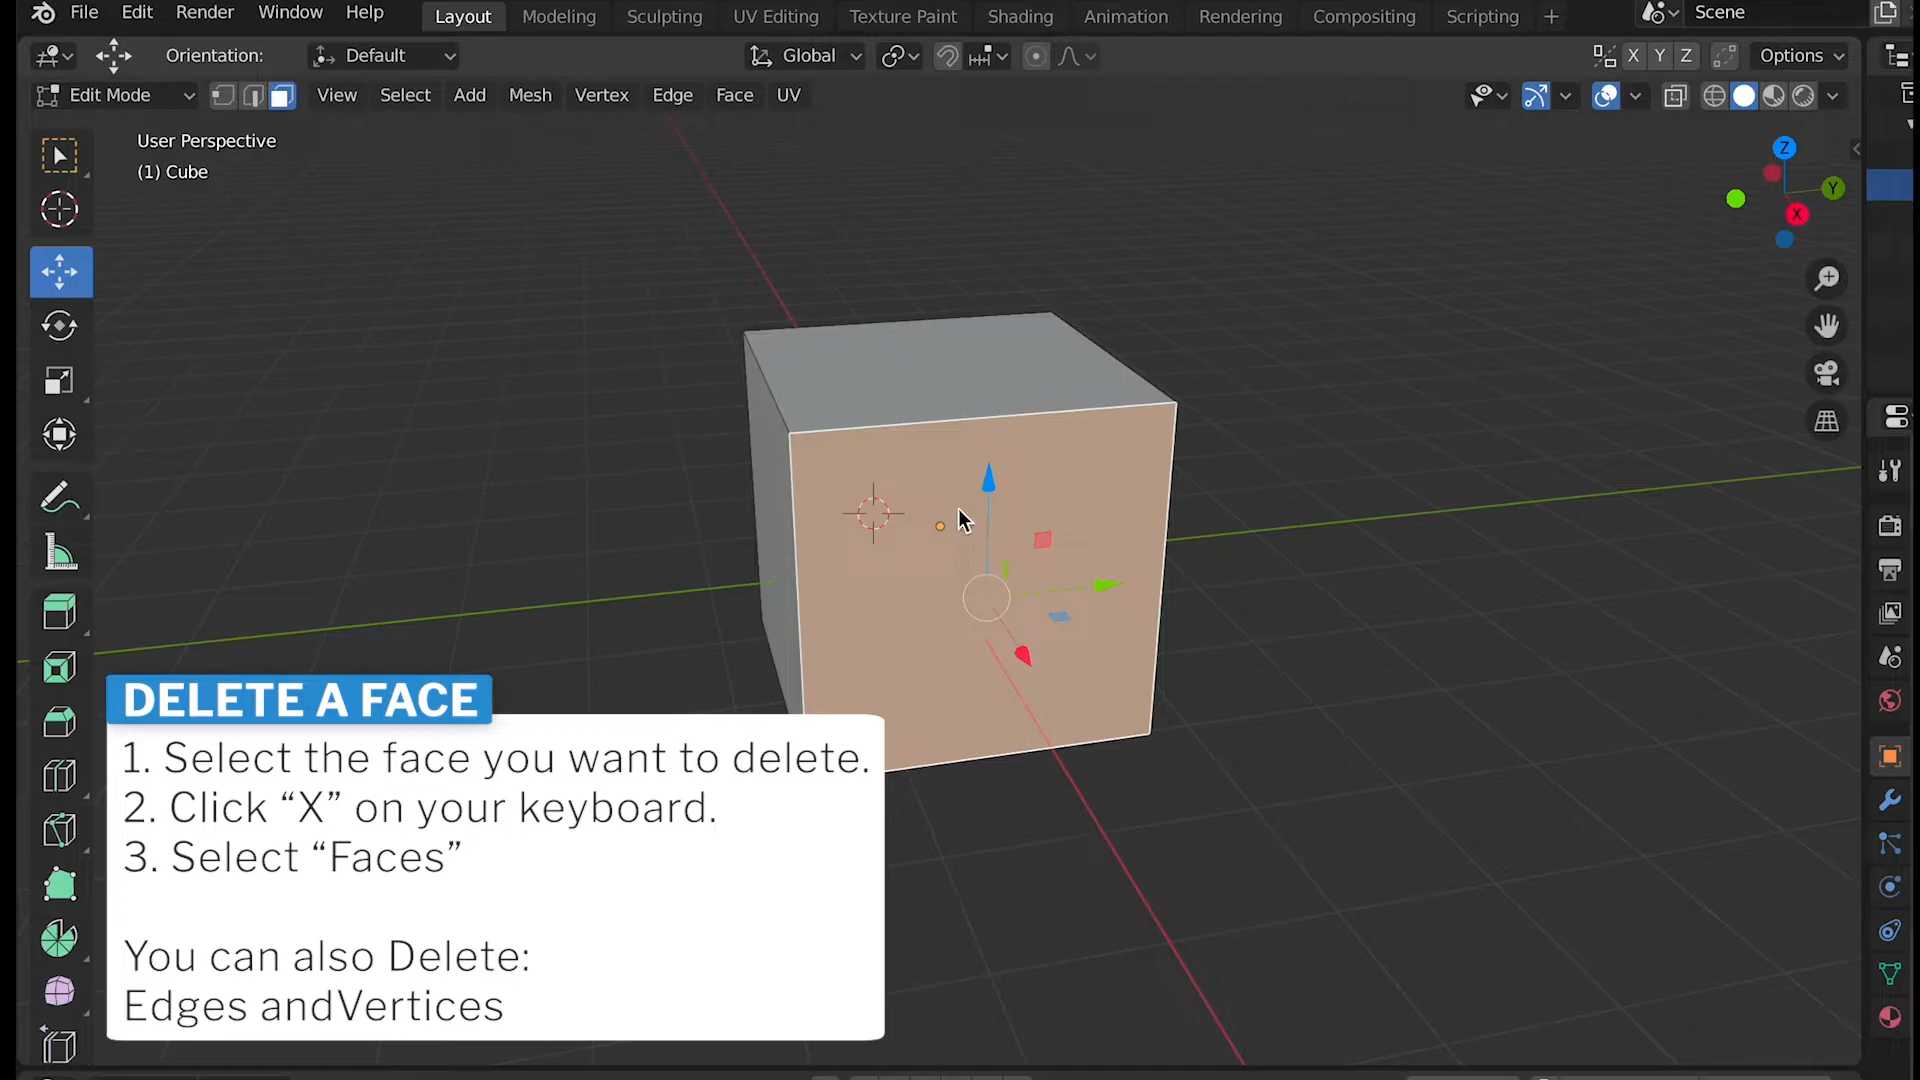 File Edit Render Window Help Layout Modeling Sculpting UV Editing Texture Paint Shading Animation Rendering Compositing Scripting + Scene
Orientation: Default Global X Y Z Options
Edit Mode View Select Add Mesh Vertex Edge Face UV
User Perspective
(1) Cube
Z
Y
X
DELETE A FACE
1. Select the face you want to delete.
2. Click “X” on your keyboard.
3. Select “Faces”
You can also Delete:
Edges andVertices